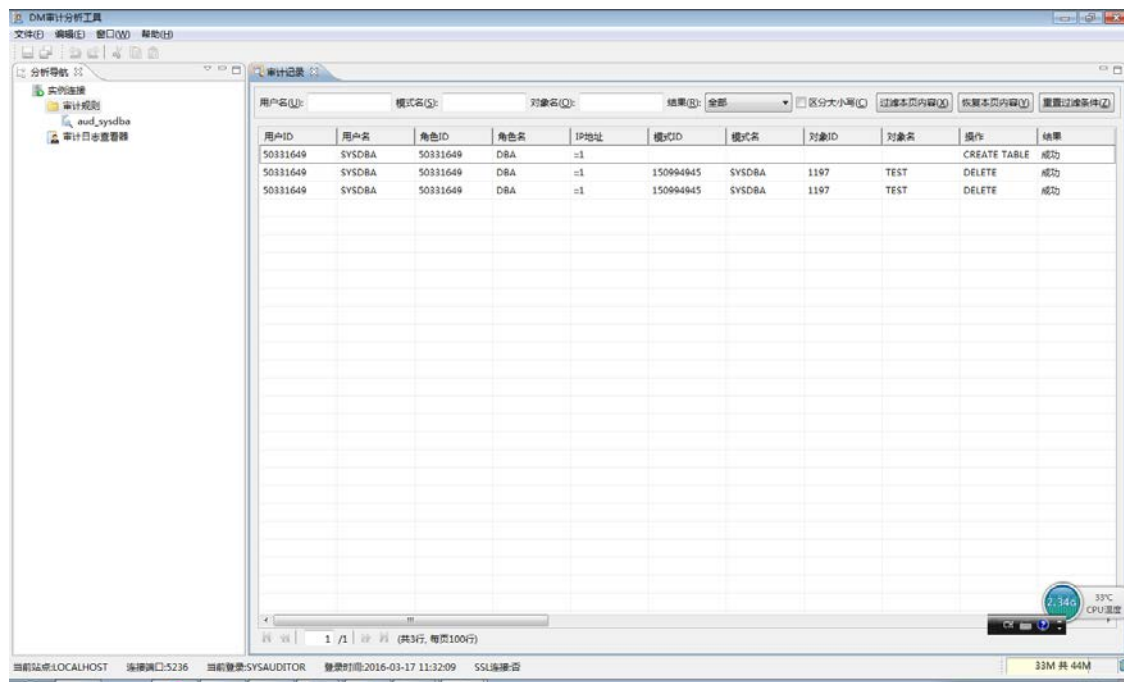 DM审计分析工具
文件(F) 编辑(E) 窗口(W) 帮助(H)
分析导航
实例连接
审计规则
aud_sysdba
审计日志查看器
审计记录
用户名(U): 模式名(S): 对象名(O): 结果(R): 全部 区分大小写(C) 过滤本页内容(X) 恢复本页内容(Y) 重置过滤条件(Z)
用户ID 用户名 角色ID 角色名 IP地址 模式ID 模式名 对象ID 对象名 操作 结果
50331649 SYSDBA 50331649 DBA =1 CREATE TABLE 成功
50331649 SYSDBA 50331649 DBA =1 150994945 SYSDBA 1197 TEST DELETE 成功
50331649 SYSDBA 50331649 DBA =1 150994945 SYSDBA 1197 TEST DELETE 成功
33℃
CPU温度
CH
1 /1 (共3行, 每页100行)
当前站点:LOCALHOST 连接端口:5236 当前登录:SYSAUDITOR 登录时间:2016-03-17 11:32:09 SSL连接:否 33M 共 44M